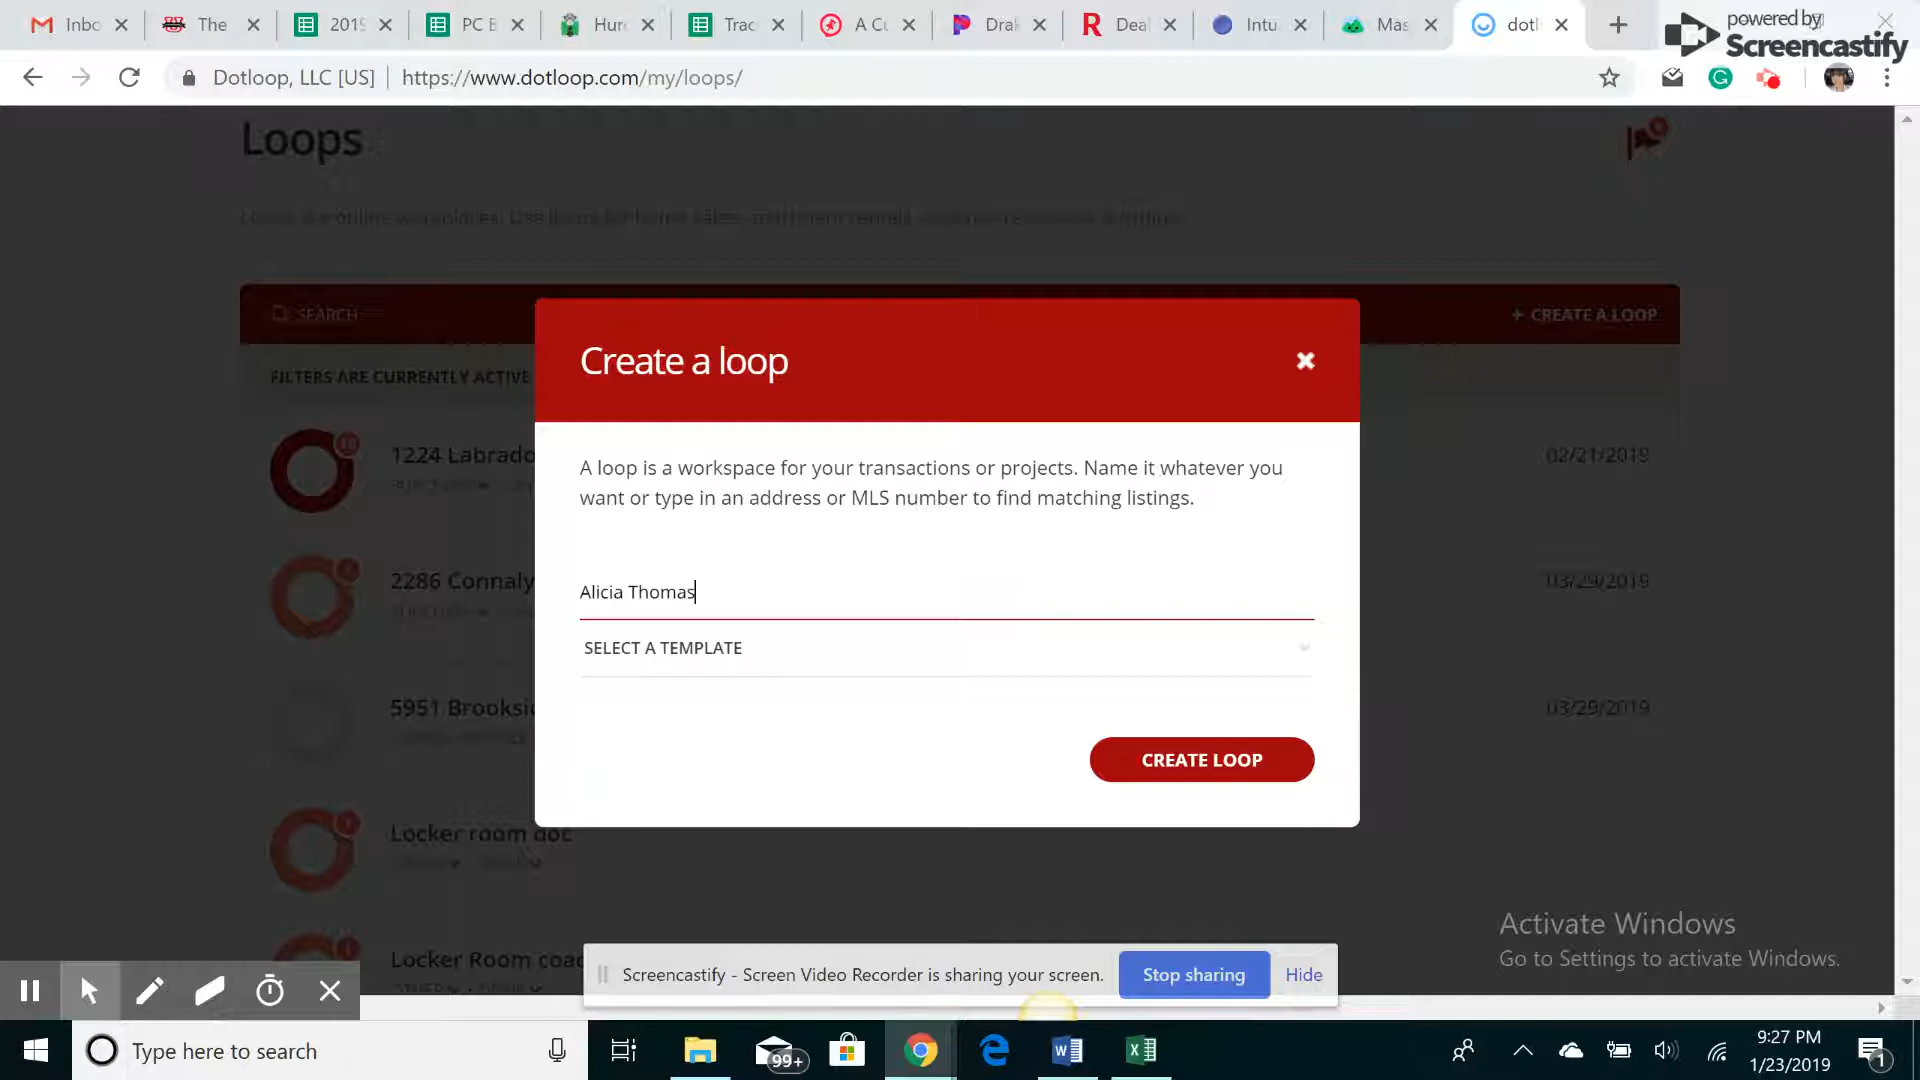 Inbo
The
2019
PC E
Hur
Trac
A Cu
Drak
Deal
Intu
Mas
dotl
powered by
Screencastify
Dotloop, LLC [US]
https://www.dotloop.com/my/loops/
Loops
SEARCH
+ CREATE A LOOP
FILTERS ARE CURRENTLY ACTIVE
1224 Labrado
02/21/2019
2286 Connaly
03/29/2019
5951 Brooksi
03/29/2019
Locker room doc
Locker Room coa
Create a loop
A loop is a workspace for your transactions or projects. Name it whatever you
want or type in an address or MLS number to find matching listings.
Alicia Thomas
SELECT A TEMPLATE
CREATE LOOP
Activate Windows
Go to Settings to activate Windows.
Screencastify - Screen Video Recorder is sharing your screen.
Stop sharing
Hide
Type here to search
99+
9:27 PM
1/23/2019
1